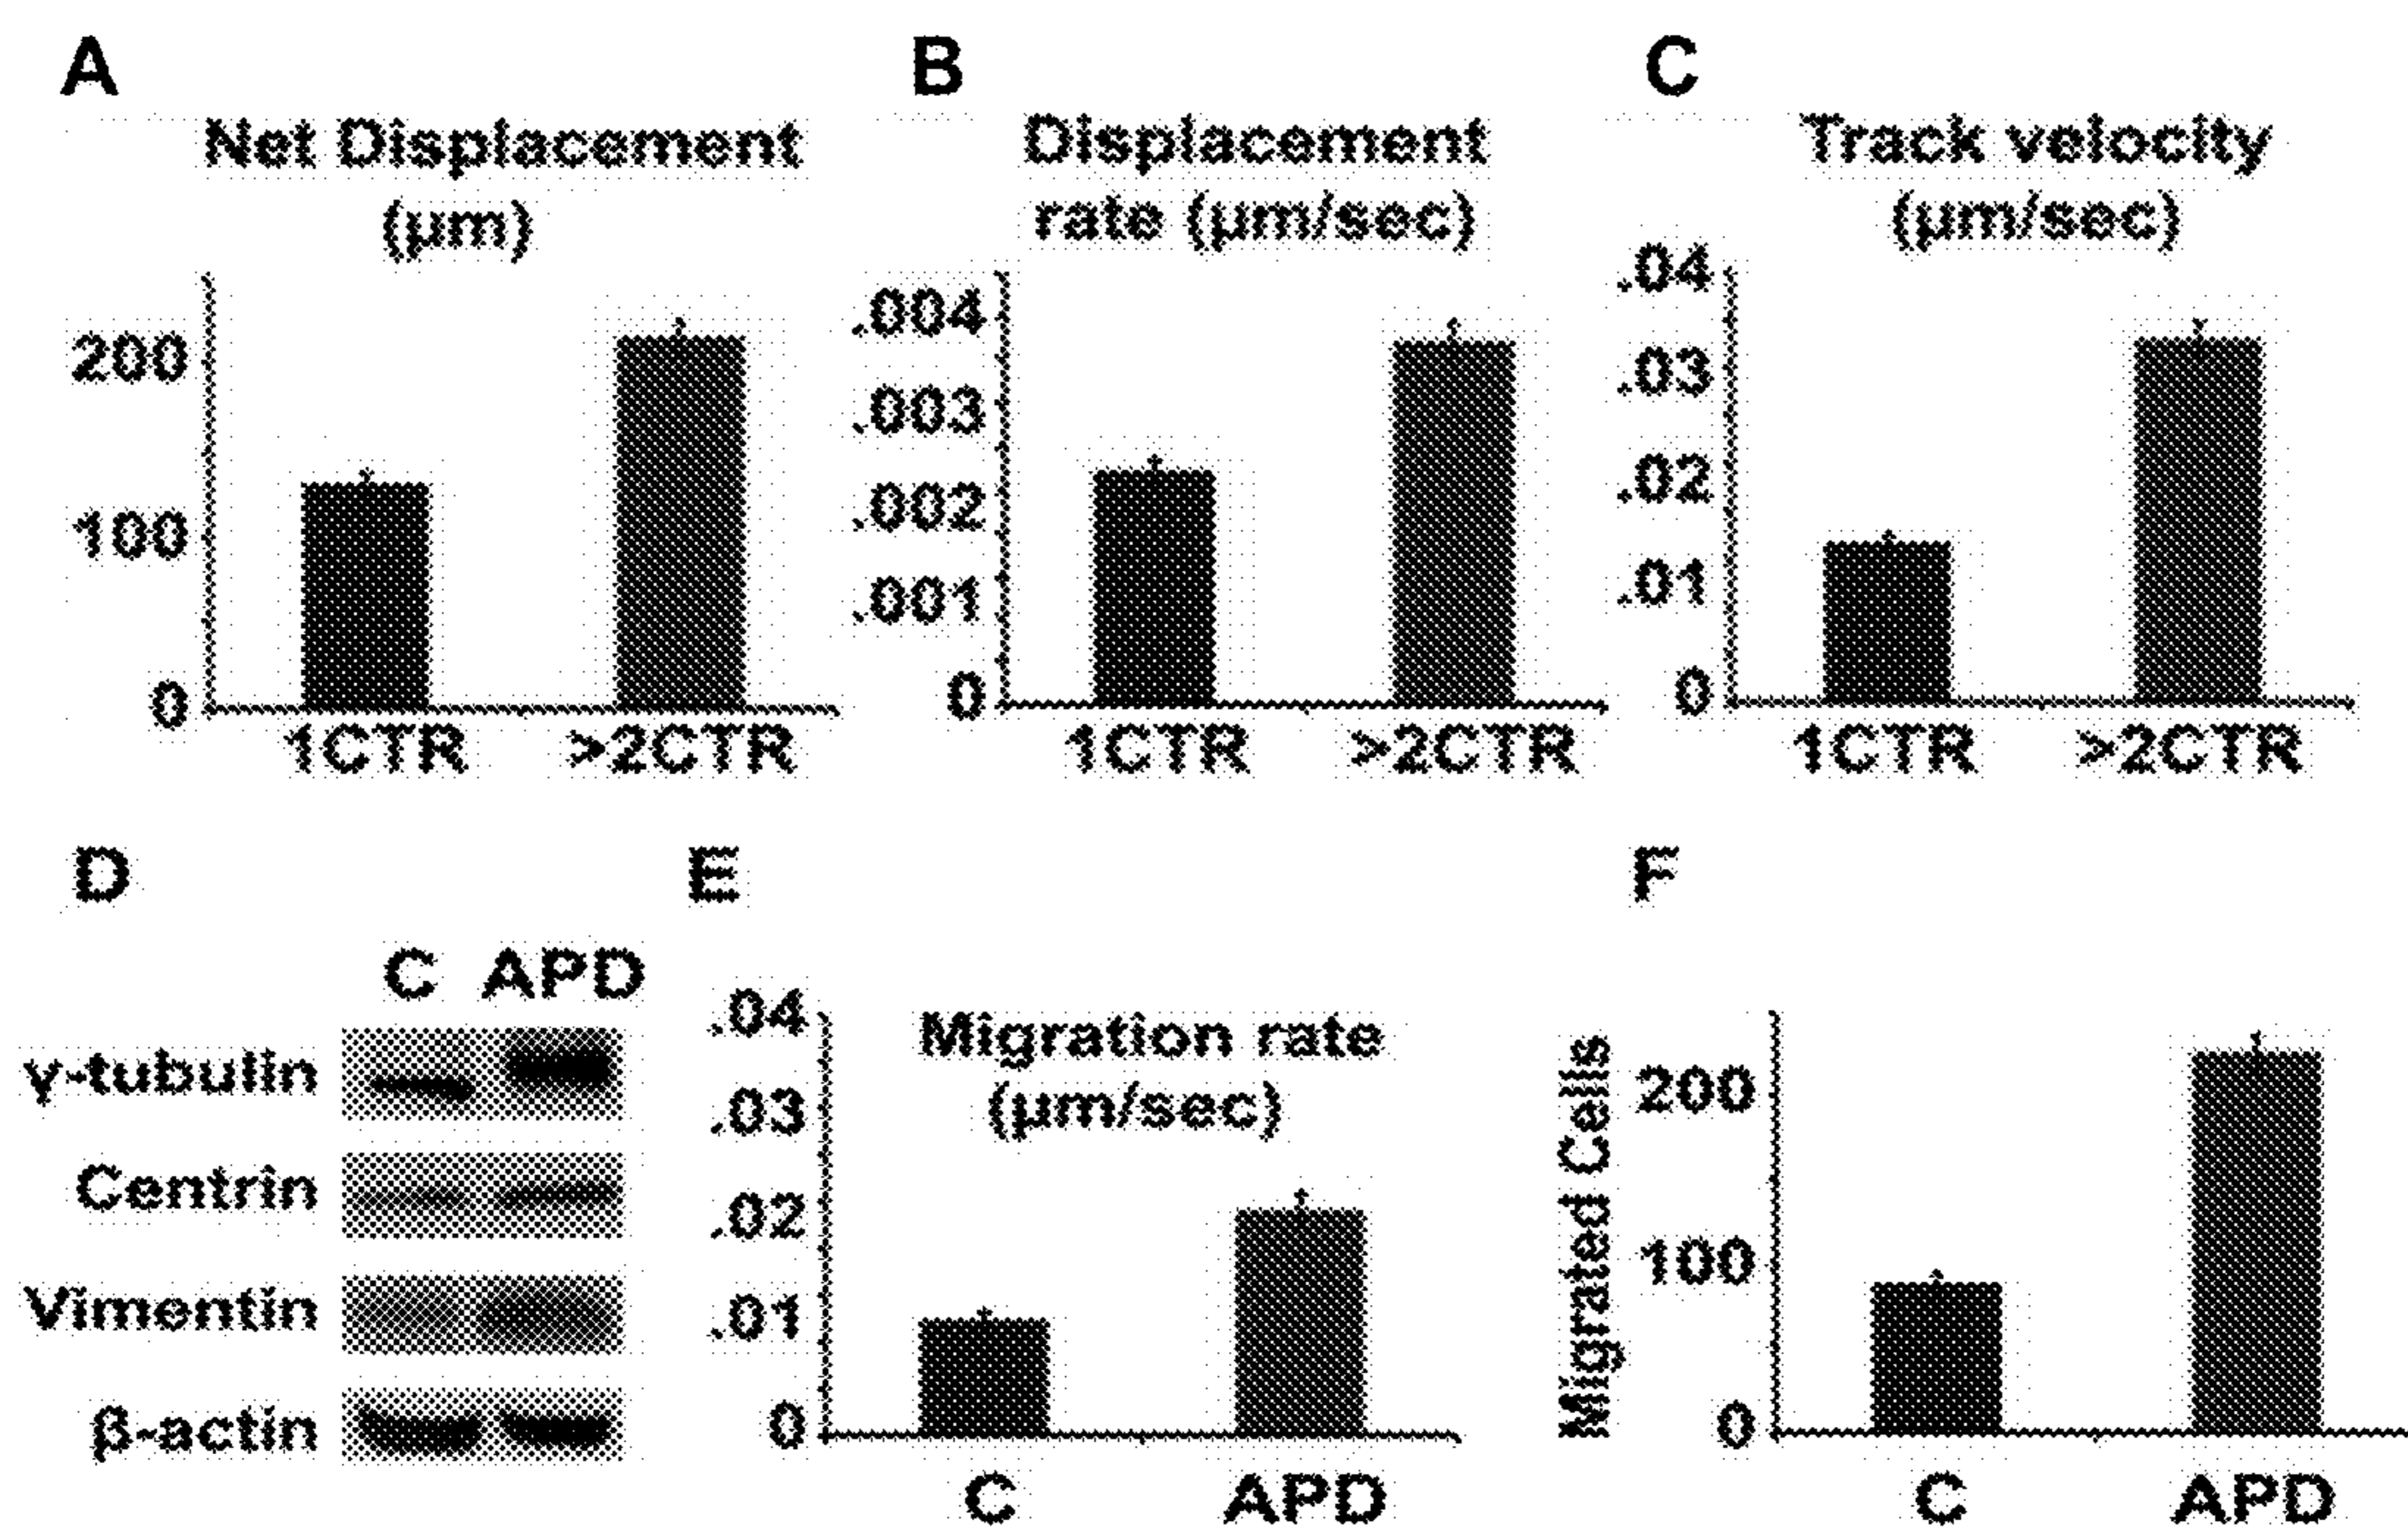 A
Net Displacement
(µm)
200
100
0
1CTR >2CTR
B
Displacement
rate (µm/sec)
.004
.003
.002
.001
0
1CTR >2CTR
C
Track velocity
(µm/sec)
.04
.03
.02
.01
0
1CTR >2CTR
D
C APD
γ-tubulin
Centrin
Vimentin
β-actin
E
Migration rate
(µm/sec)
.04
.03
.02
.01
0
C APD
F
Migrated Cells
200
100
0
C APD